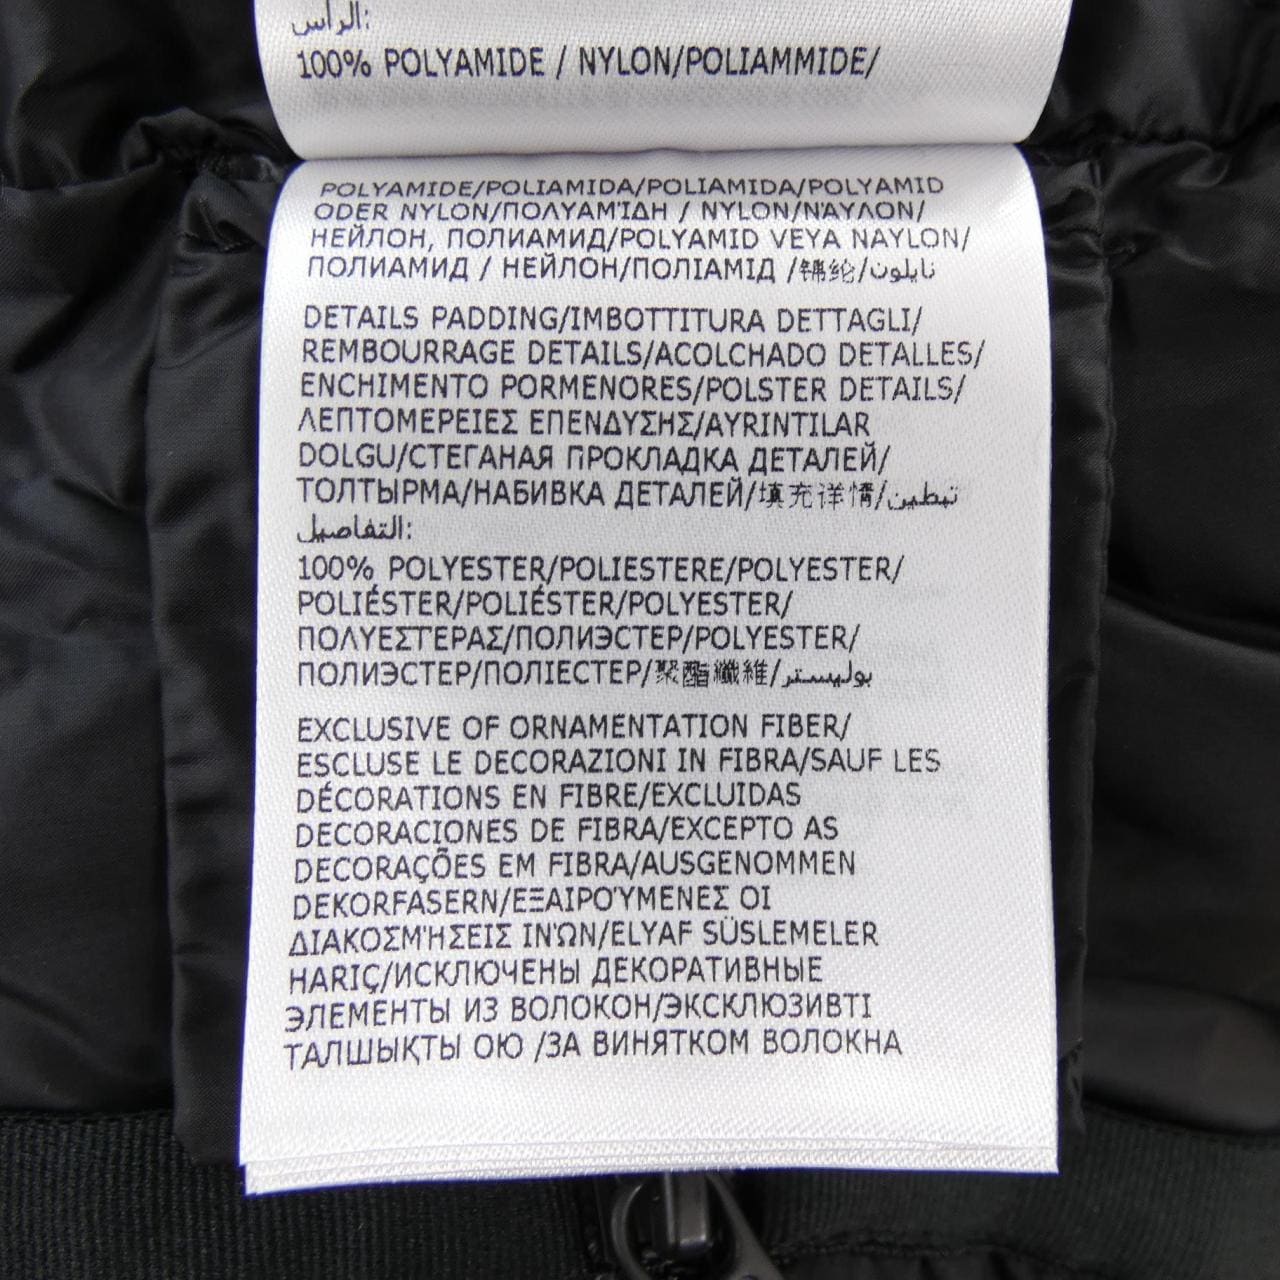 الرأس:
100% POLYAMIDE / NYLON/POLIAMMIDE/
POLYAMIDE/POLIAMIDA/POLIAMIDA/POLYAMID
ODER NYLON/ΠΟΛΥΑΜΊΔΗ / NYLON/NΆΥΛΟΝ/
НЕЙЛОН, ПОЛИАМИД/POLYAMID VEYA NAYLON/
ПОЛИАМИД / НЕЙЛОН/ПОЛІАМІД /锦纶/نايلون
DETAILS PADDING/IMBOTTITURA DETTAGLI/
REMBOURRAGE DETAILS/ACOLCHADO DETALLES/
ENCHIMENTO PORMENORES/POLSTER DETAILS/
ΛΕΠΤΟΜΕΡΕΙΕΣ ΕΠΕΝΔΥΣΗΣ/AYRINTILAR
DOLGU/СТЕГАНАЯ ПРОКЛАДКА ДЕТАЛЕЙ/
ТОЛТЫРМА/НАБИВКА ДЕТАЛЕЙ/填充详情/تبطين
التفاصيل:
100% POLYESTER/POLIESTERE/POLYESTER/
POLIÉSTER/POLIÉSTER/POLYESTER/
ΠΟΛΥΕΣΤΕΡΑΣ/ПОЛИЭСТЕР/POLYESTER/
ПОЛИЭСТЕР/ПОЛІЕСТЕР/聚酯纖維/بوليستر
EXCLUSIVE OF ORNAMENTATION FIBER/
ESCLUSE LE DECORAZIONI IN FIBRA/SAUF LES
DÉCORATIONS EN FIBRE/EXCLUIDAS
DECORACIONES DE FIBRA/EXCEPTO AS
DECORAÇÕES EM FIBRA/AUSGENOMMEN
DEKORFASERN/ΕΞΑΙΡΟΎΜΕΝΕΣ ΟΙ
ΔΙΑΚΟΣΜΉΣΕΙΣ ΙΝΏΝ/ELYAF SÜSLEMELER
HARIÇ/ИСКЛЮЧЕНЫ ДЕКОРАТИВНЫЕ
ЭЛЕМЕНТЫ ИЗ ВОЛОКОН/ЭКСКЛЮЗИВТІ
ТАЛШЫҚТЫ ОЮ /ЗА ВИНЯТКОМ ВОЛОКНА